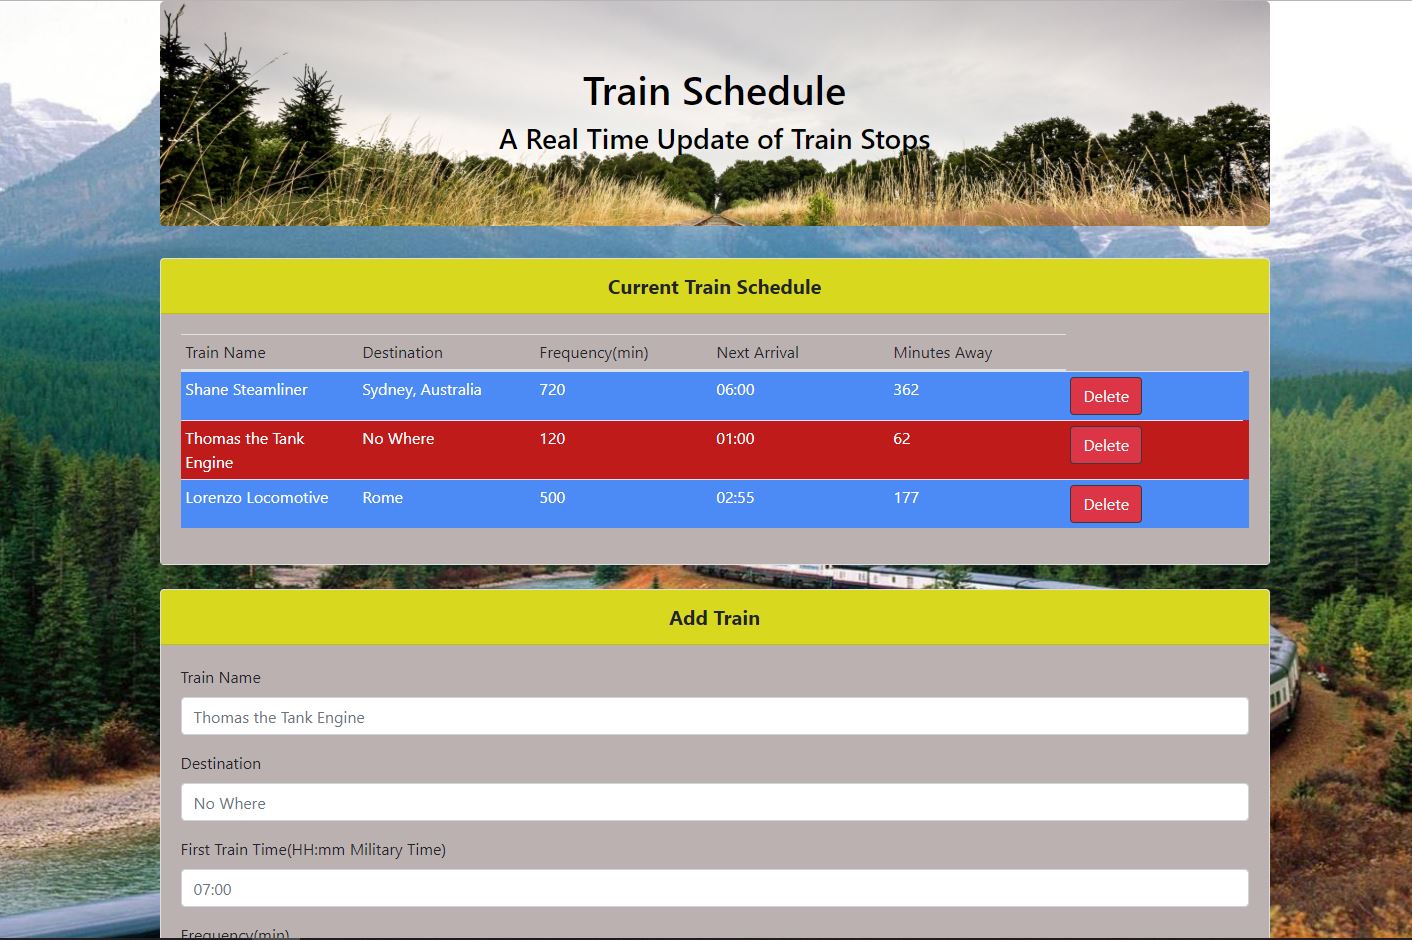 Train Schedule
A Real Time Update of Train Stops
Current Train Schedule
Train Name Destination Frequency(min) Next Arrival Minutes Away
Shane Steamliner Sydney, Australia 720 06:00 362 Delete
Thomas the Tank Engine No Where 120 01:00 62 Delete
Lorenzo Locomotive Rome 500 02:55 177 Delete
Add Train
Train Name
Thomas the Tank Engine
Destination
No Where
First Train Time(HH:mm Military Time)
07:00
Frequency(min)